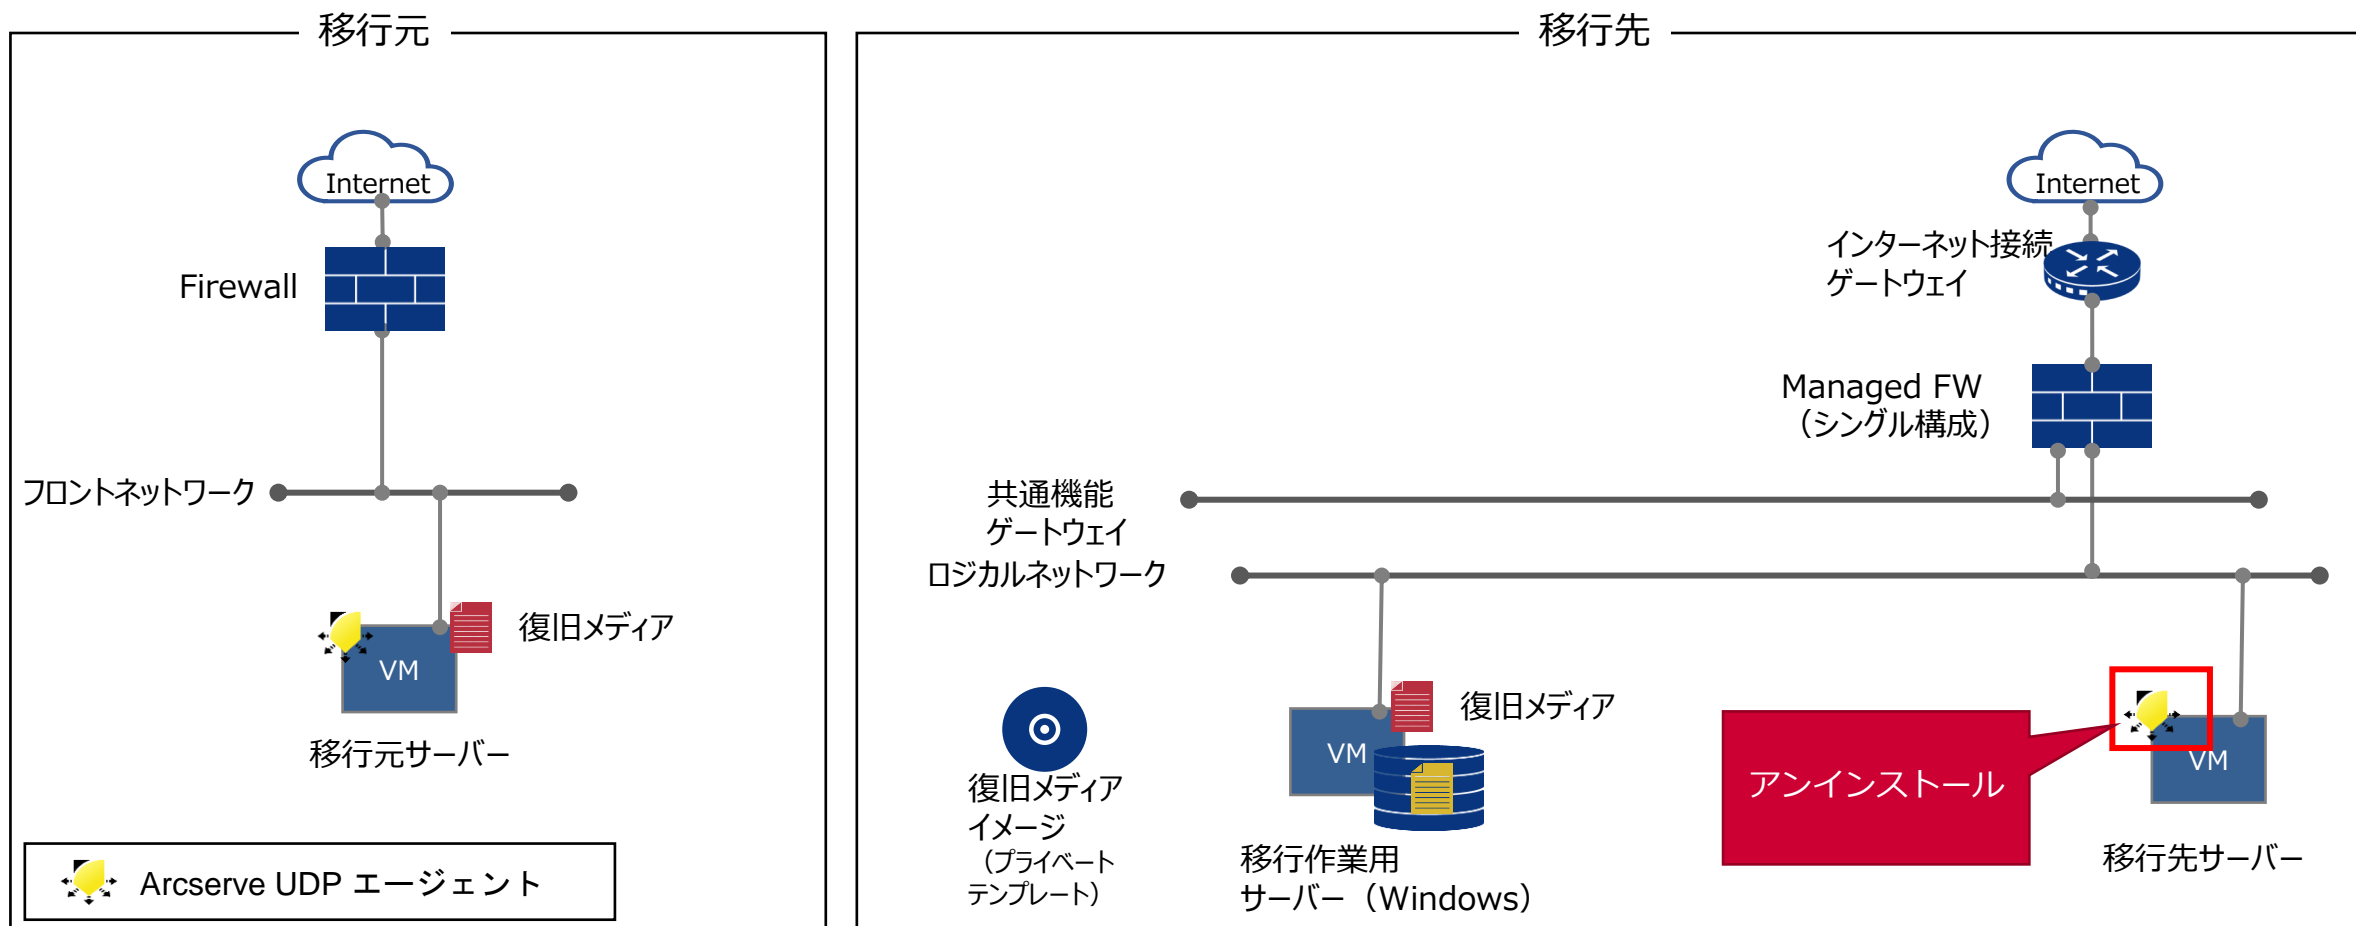 移行元
Internet
Firewall
フロントネットワーク
VM
復旧メディア
移行元サーバー
Arcserve UDP エージェント
移行先
Internet
インターネット接続
ゲートウェイ
Managed FW
（シングル構成）
共通機能
ゲートウェイ
ロジカルネットワーク
復旧メディア
イメージ
（プライベート
テンプレート）
VM
復旧メディア
移行作業用
サーバー（Windows）
アンインストール
VM
移行先サーバー